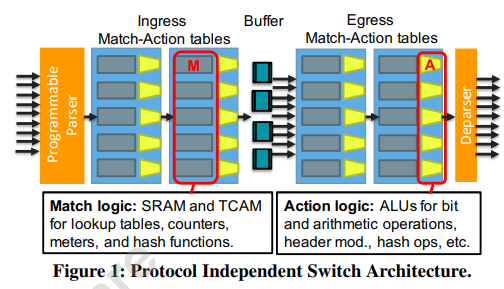 Ingress
Match-Action tables
Buffer
Egress
Match-Action tables
Programmable
Parser
M
A
Deparser
Match logic: SRAM and TCAM
for lookup tables, counters,
meters, and hash functions.
Action logic: ALUs for bit
and arithmetic operations,
header mod., hash ops, etc.
Figure 1: Protocol Independent Switch Architecture.